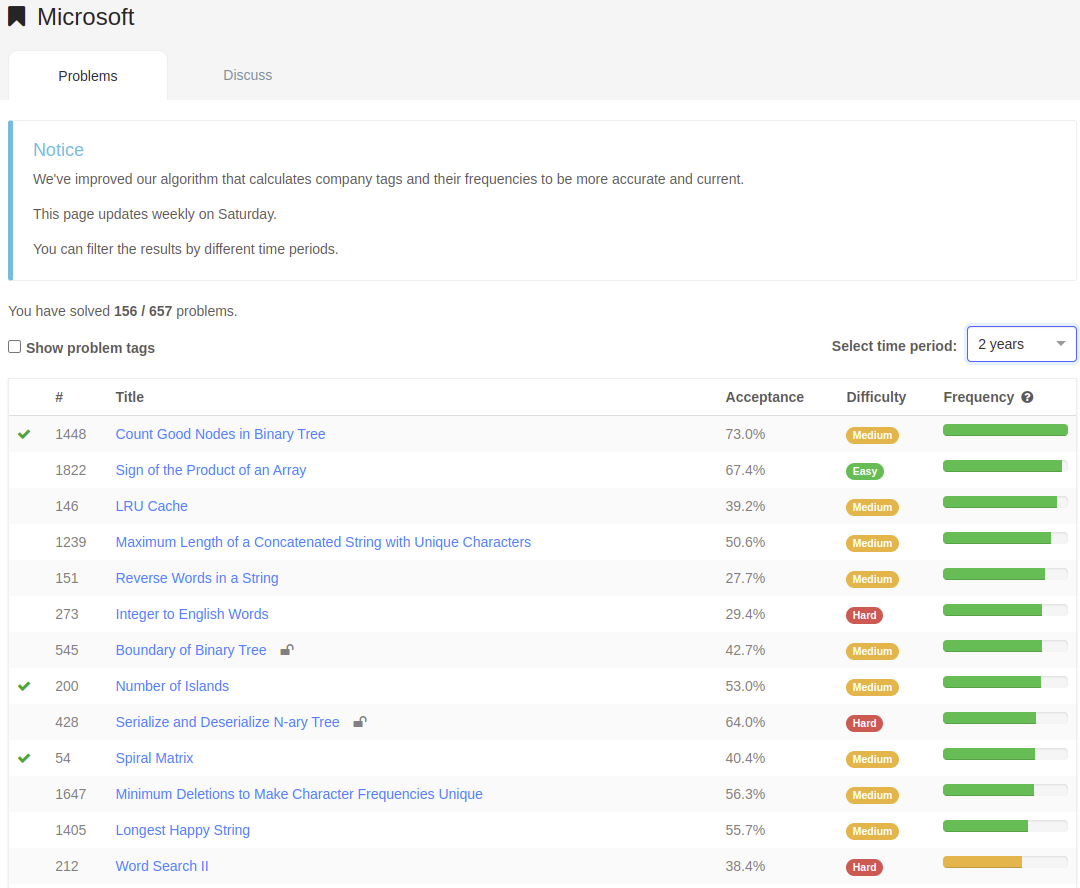 Microsoft
Problems Discuss
Notice
We've improved our algorithm that calculates company tags and their frequencies to be more accurate and current.
This page updates weekly on Saturday.
You can filter the results by different time periods.
You have solved 156 / 657 problems.
Show problem tags Select time period: 2 years
# Title Acceptance Difficulty Frequency ?
1448 Count Good Nodes in Binary Tree 73.0% Medium
1822 Sign of the Product of an Array 67.4% Easy
146 LRU Cache 39.2% Medium
1239 Maximum Length of a Concatenated String with Unique Characters 50.6% Medium
151 Reverse Words in a String 27.7% Medium
273 Integer to English Words 29.4% Hard
545 Boundary of Binary Tree 42.7% Medium
200 Number of Islands 53.0% Medium
428 Serialize and Deserialize N-ary Tree 64.0% Hard
54 Spiral Matrix 40.4% Medium
1647 Minimum Deletions to Make Character Frequencies Unique 56.3% Medium
1405 Longest Happy String 55.7% Medium
212 Word Search II 38.4% Hard